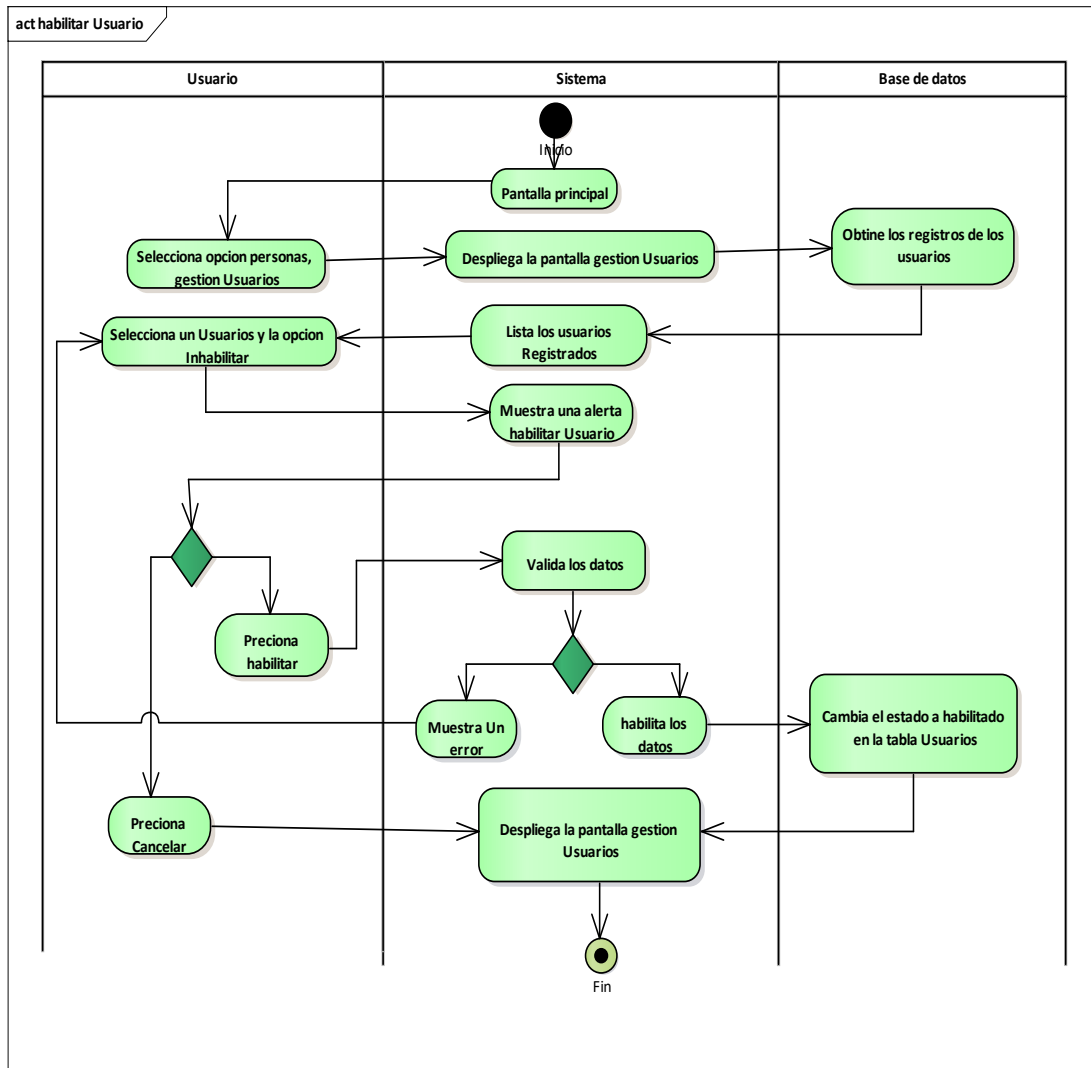 act habilitar Usuario
Usuario
Sistema
Base de datos
Inicio
Pantalla principal
Selecciona opcion personas,
gestion Usuarios
Despliega la pantalla gestion Usuarios
Obtine los registros de los
usuarios
Selecciona un Usuarios y la opcion
Inhabilitar
Lista los usuarios
Registrados
Muestra una alerta
habilitar Usuario
Valida los datos
Preciona
habilitar
Muestra Un
error
habilita los
datos
Cambia el estado a habilitado
en la tabla Usuarios
Preciona
Cancelar
Despliega la pantalla gestion
Usuarios
Fin